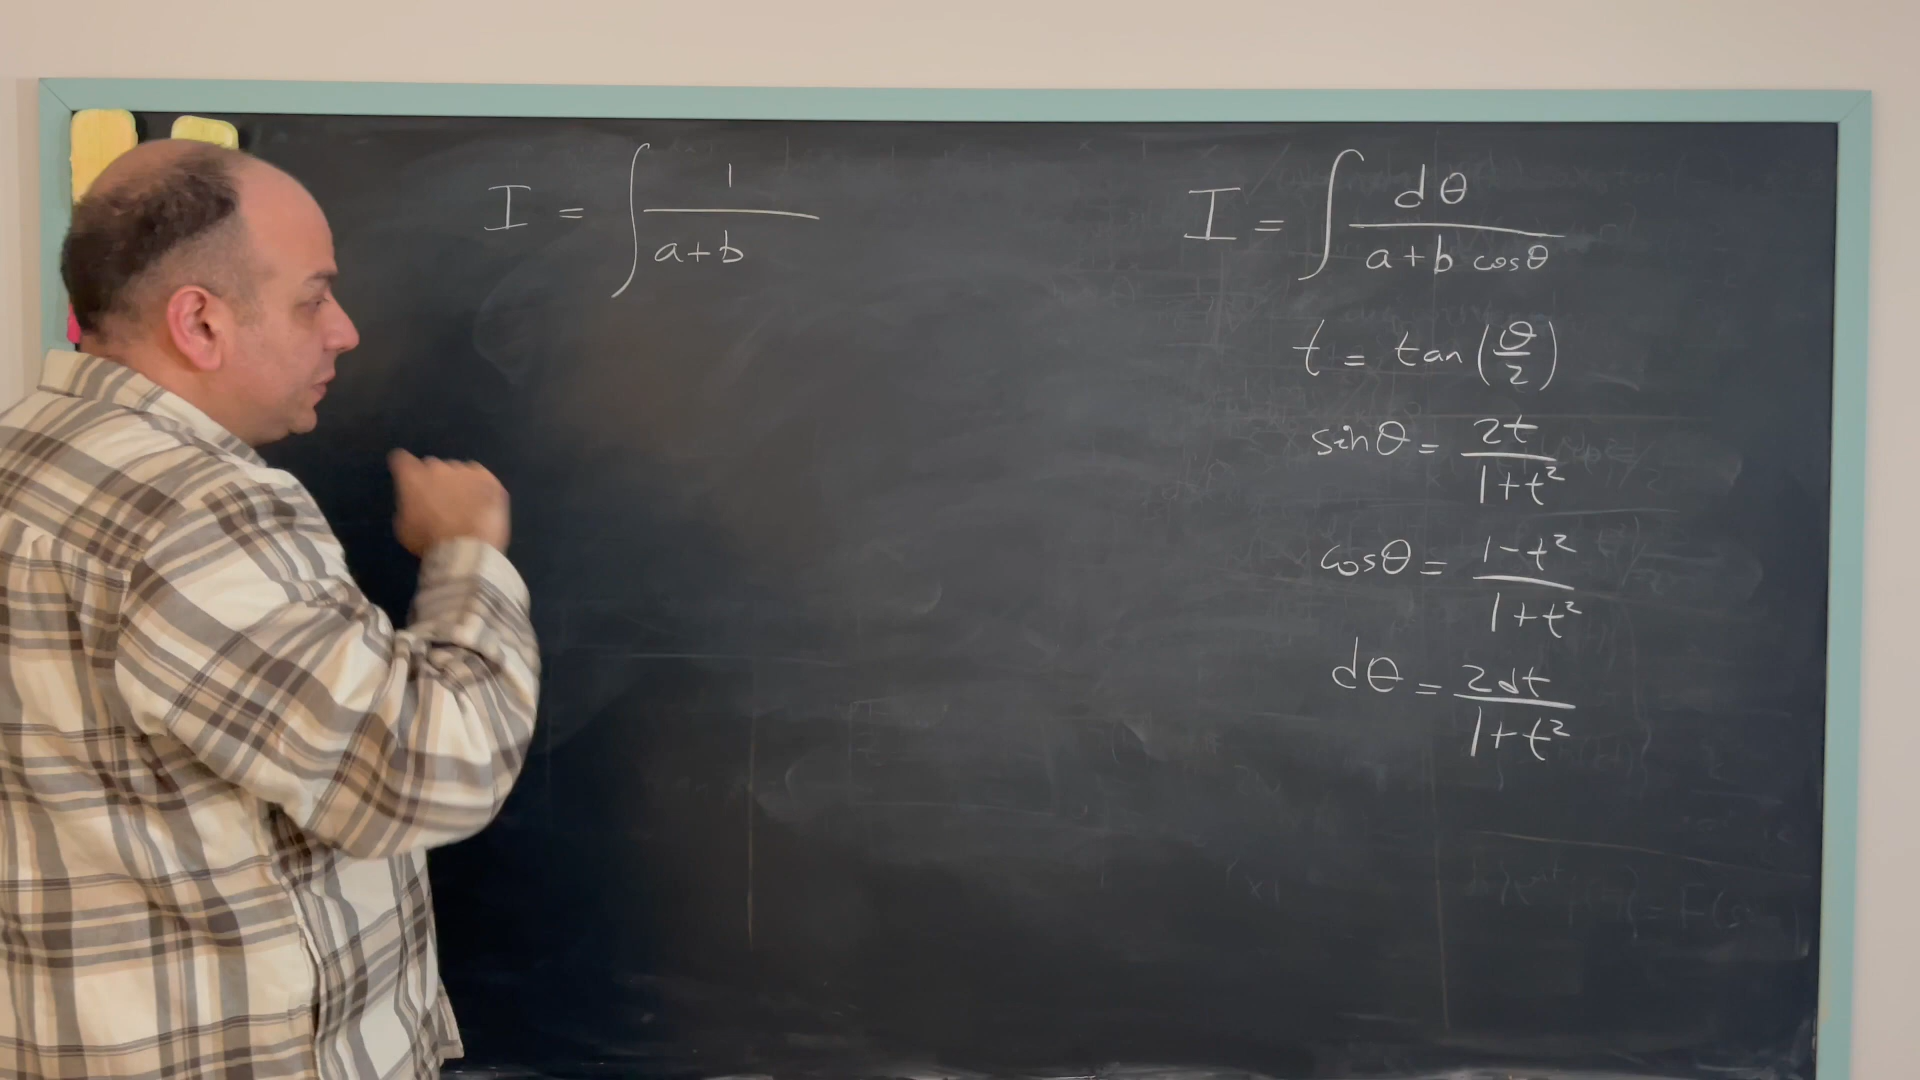 I = ∫ 1 / (a+b
I = ∫ dθ / (a+b cosθ)
t = tan(θ/2)
sinθ = 2t / (1+t²)
cosθ = (1-t²) / (1+t²)
dθ = 2dt / (1+t²)